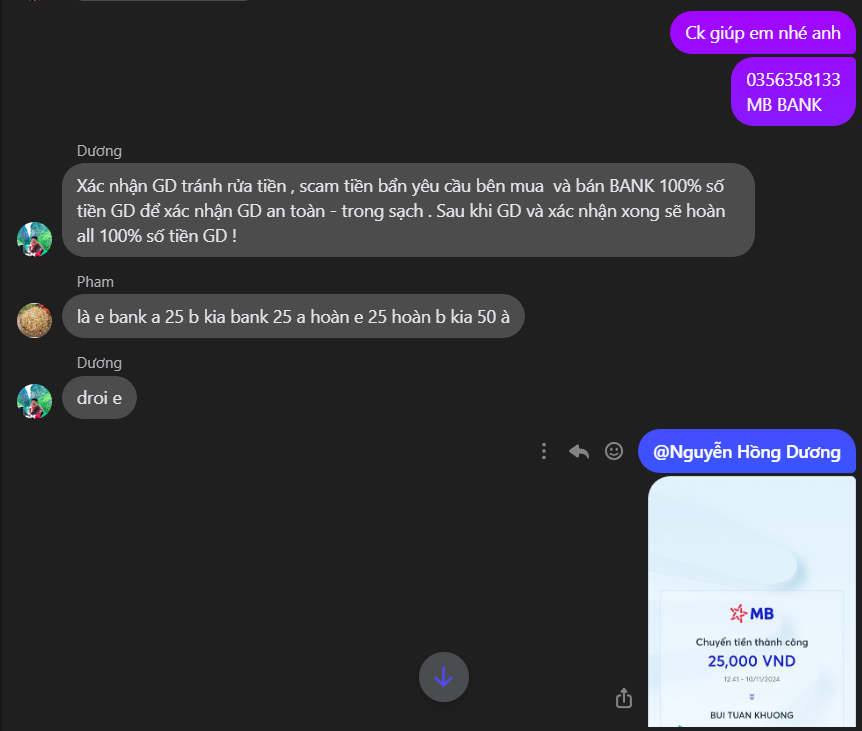 Ck giúp em nhé anh
0356358133
MB BANK
Dương
Xác nhận GD tránh rửa tiền , scam tiền bẩn yêu cầu bên mua và bán BANK 100% số
tiền GD để xác nhận GD an toàn - trong sạch . Sau khi GD và xác nhận xong sẽ hoàn
all 100% số tiền GD !
Pham
là e bank a 25 b kia bank 25 a hoàn e 25 hoàn b kia 50 à
Dương
droi e
@Nguyễn Hồng Dương
MB
Chuyển tiền thành công
25,000 VND
12:41 - 10/11/2024
BUI TUAN KHUONG